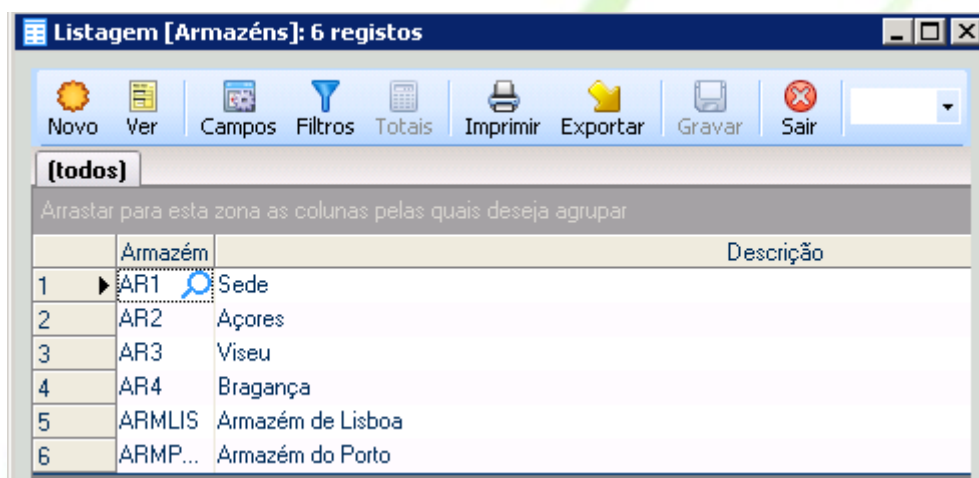 Listagem [Armazéns]: 6 registos
Novo Ver Campos Filtros Totais Imprimir Exportar Gravar Sair
(todos)
Arrastar para esta zona as colunas pelas quais deseja agrupar
Armazém Descrição
1 AR1 Sede
2 AR2 Açores
3 AR3 Viseu
4 AR4 Bragança
5 ARMLIS Armazém de Lisboa
6 ARMP... Armazém do Porto